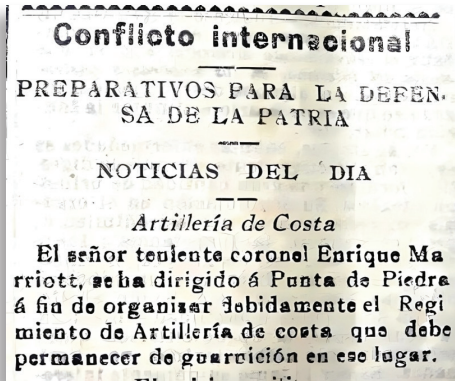 Conflicto internacional
PREPARATIVOS PARA LA DEFEN-
SA DE LA PATRIA
NOTICIAS DEL DIA
Artillería de Costa
El señor teniente coronel Enrique Ma
rriott, se ha dirigido á Punta de Piedra
á fin de organizar debidamente el Regi
miento de Artillería de costa que debe
permanecer de guarnición en ese lugar.